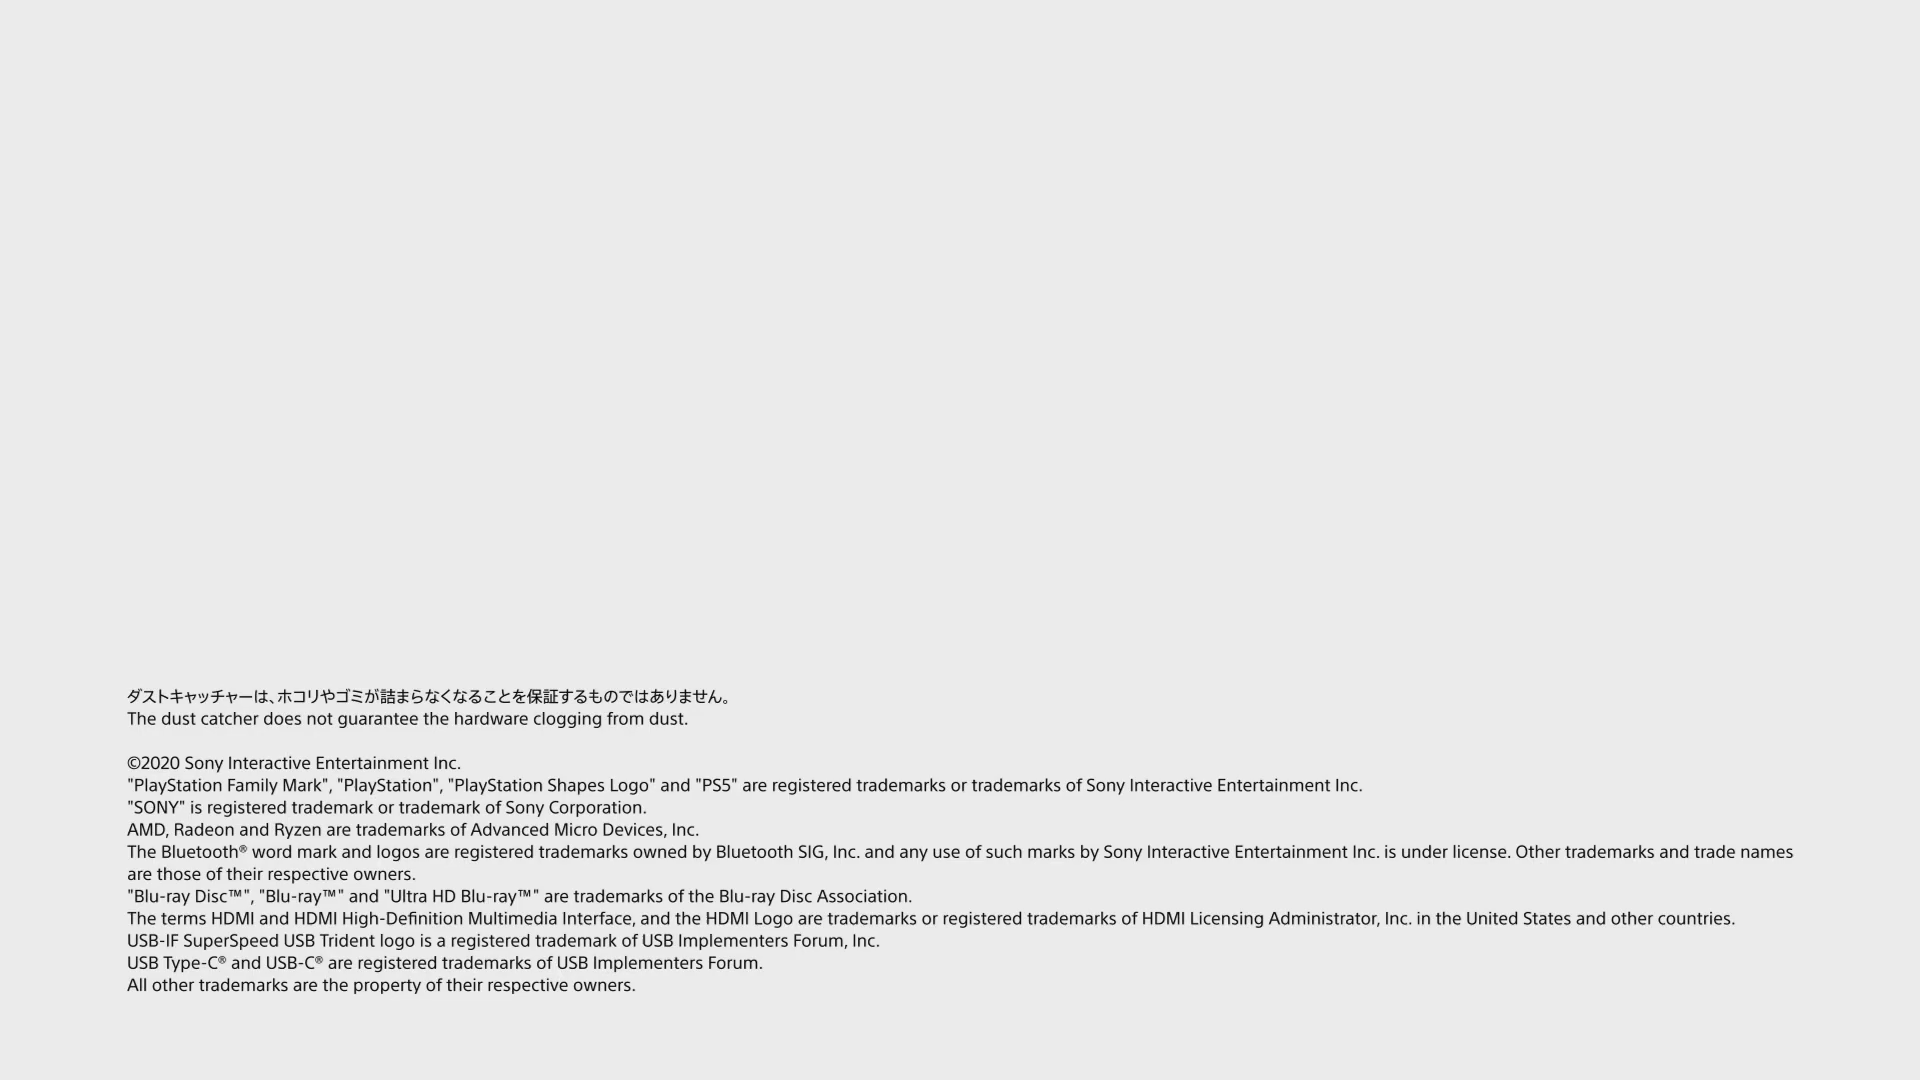 ダストキャッチャーは、ホコリやゴミが詰まらなくなることを保証するものではありません。
The dust catcher does not guarantee the hardware clogging from dust.
©2020 Sony Interactive Entertainment Inc.
"PlayStation Family Mark", "PlayStation", "PlayStation Shapes Logo" and "PS5" are registered trademarks or trademarks of Sony Interactive Entertainment Inc.
"SONY" is registered trademark or trademark of Sony Corporation.
AMD, Radeon and Ryzen are trademarks of Advanced Micro Devices, Inc.
The Bluetooth® word mark and logos are registered trademarks owned by Bluetooth SIG, Inc. and any use of such marks by Sony Interactive Entertainment Inc. is under license. Other trademarks and trade names
are those of their respective owners.
"Blu-ray Disc™", "Blu-ray™" and "Ultra HD Blu-ray™" are trademarks of the Blu-ray Disc Association.
The terms HDMI and HDMI High-Definition Multimedia Interface, and the HDMI Logo are trademarks or registered trademarks of HDMI Licensing Administrator, Inc. in the United States and other countries.
USB-IF SuperSpeed USB Trident logo is a registered trademark of USB Implementers Forum, Inc.
USB Type-C® and USB-C® are registered trademarks of USB Implementers Forum.
All other trademarks are the property of their respective owners.